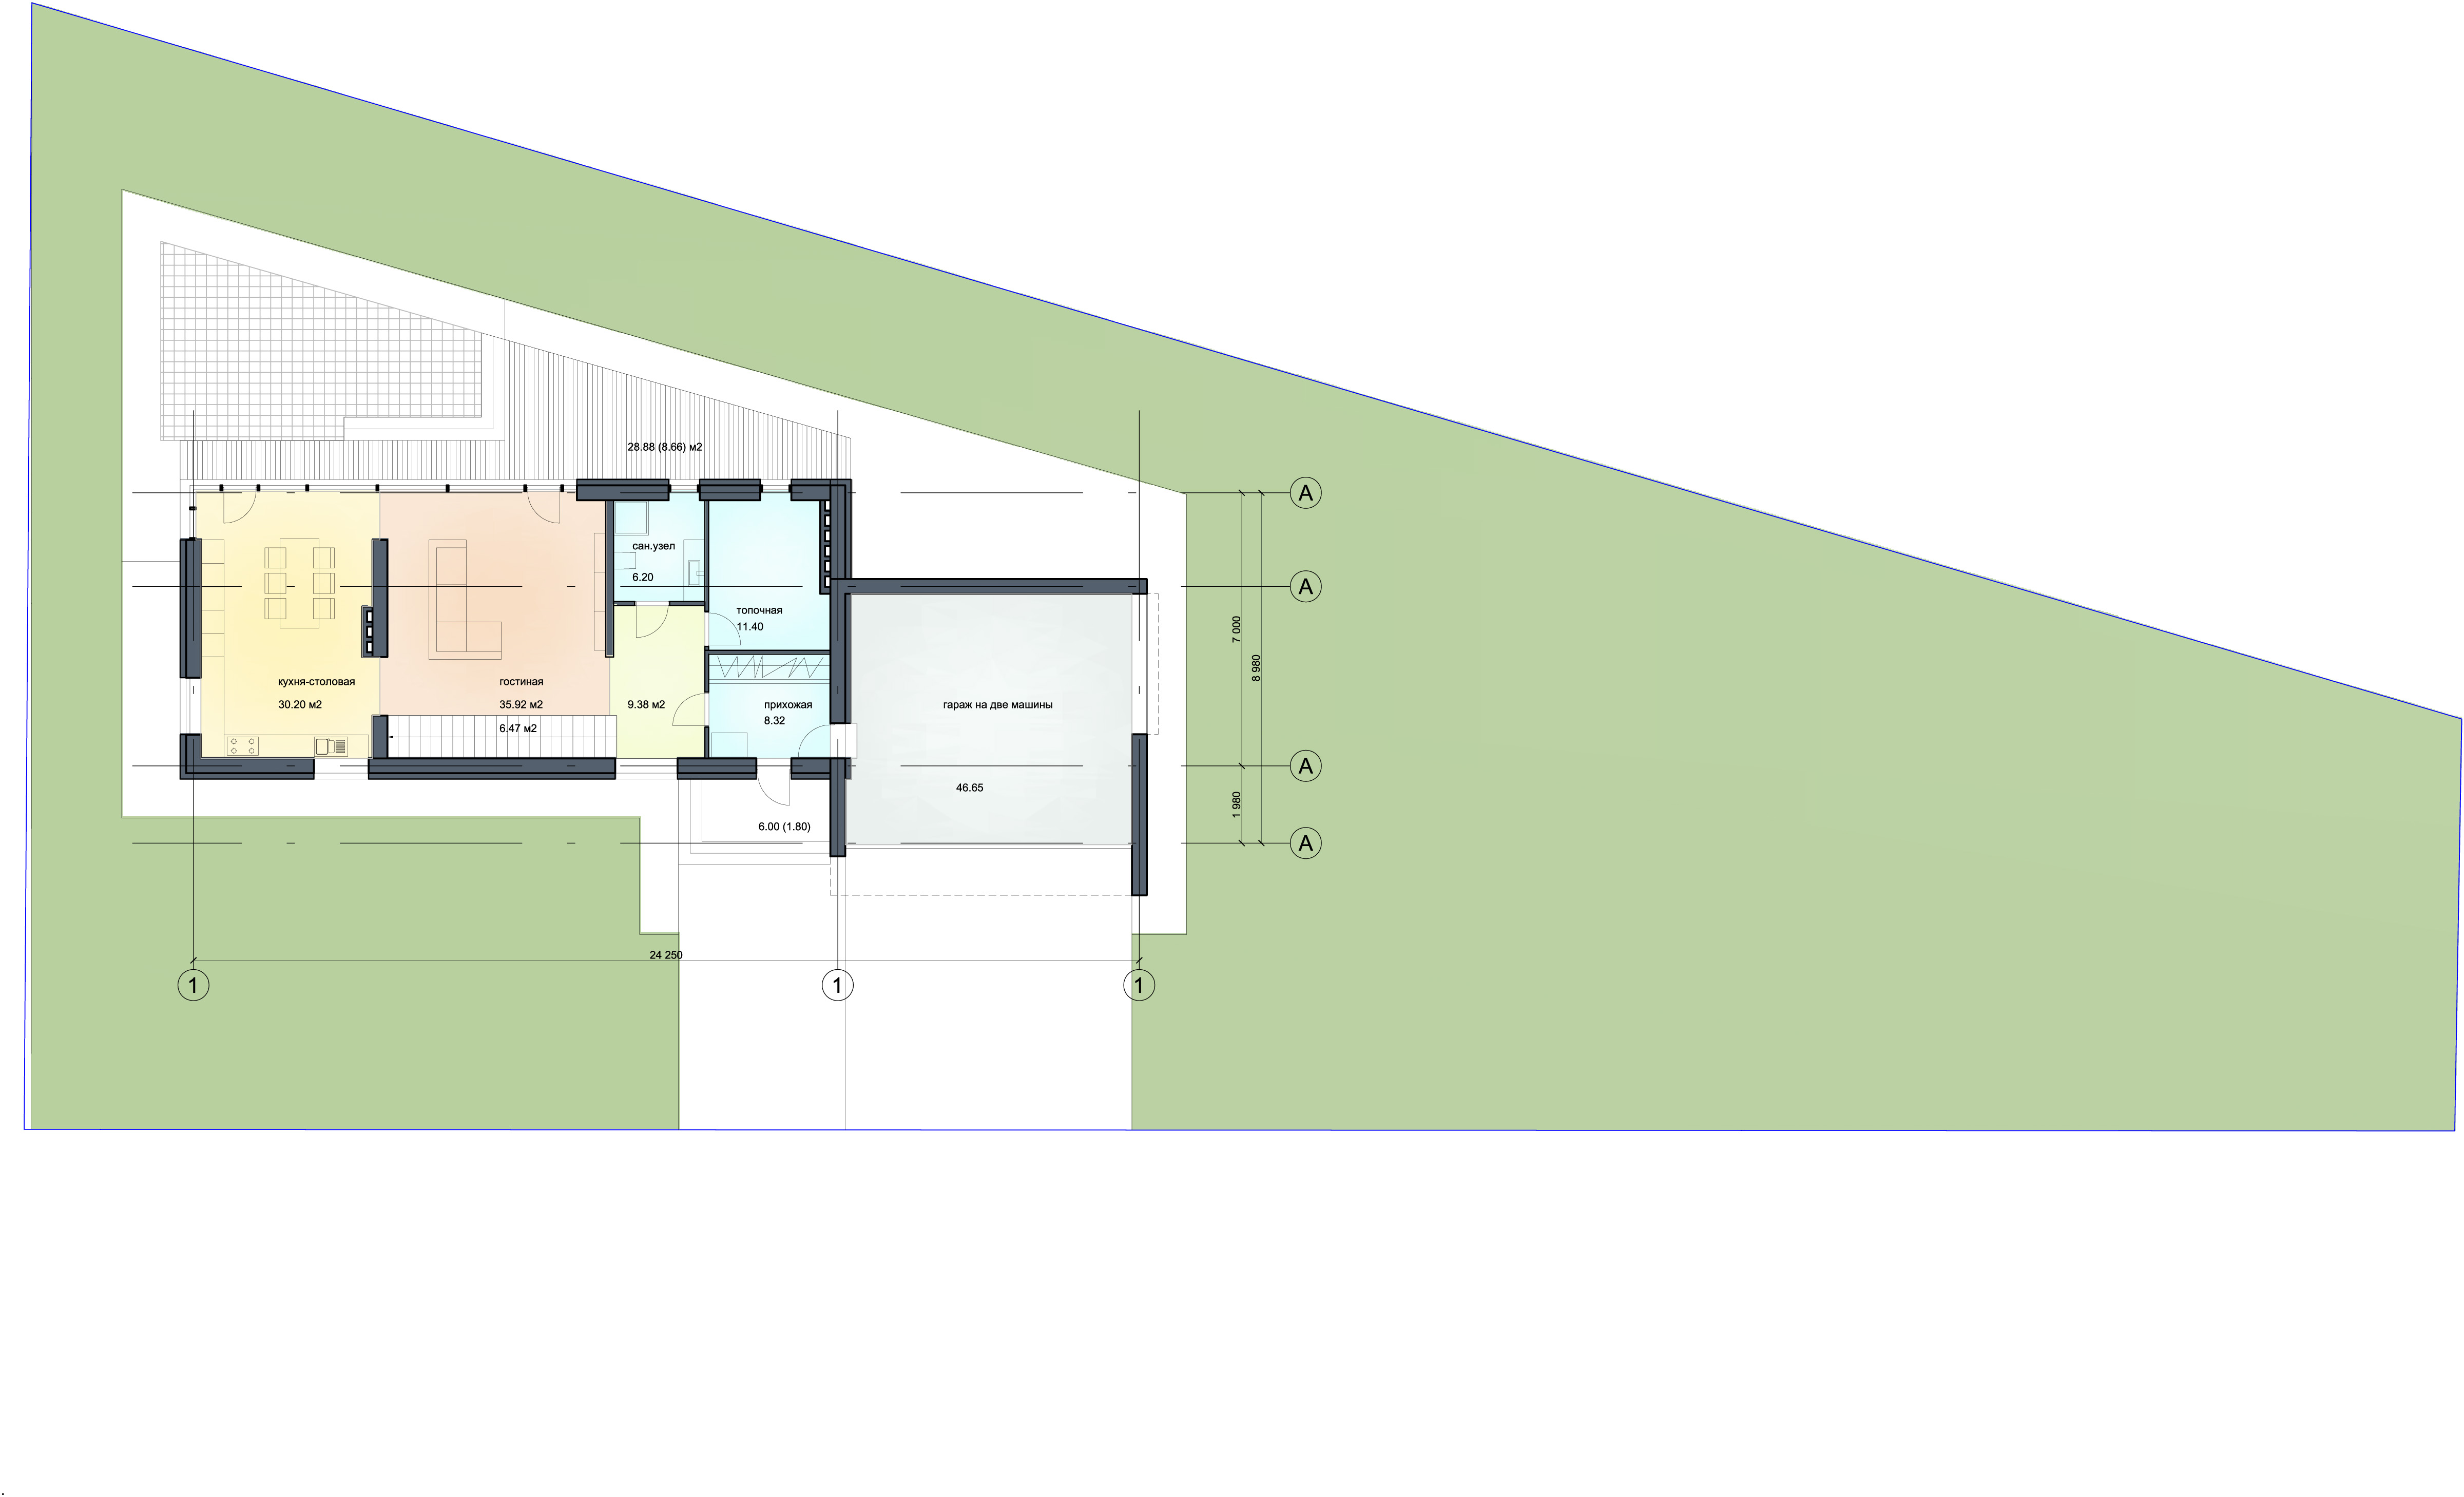 28.88 (8.66) м2
А
сан.узел
6.20
А
топочная
11.40
7 000
8 980
кухня-столовая
30.20 м2
гостиная
35.92 м2
6.47 м2
9.38 м2
прихожая
8.32
гараж на две машины
46.65
А
1 980
6.00 (1.80)
А
24 250
1
1
1